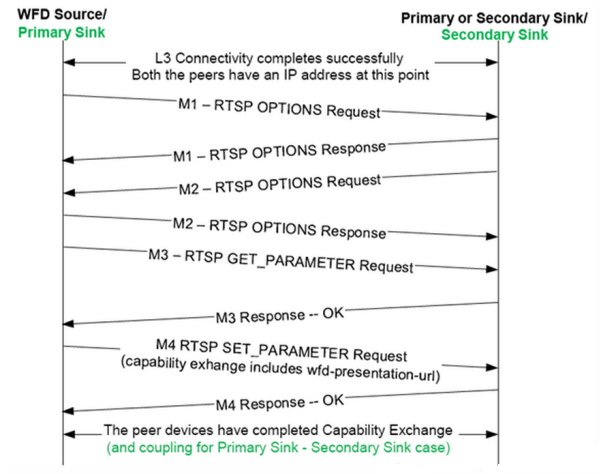 WFD Source/
Primary Sink
Primary or Secondary Sink/
Secondary Sink
L3 Connectivity completes successfully
Both the peers have an IP address at this point
M1 – RTSP OPTIONS Request
M1 – RTSP OPTIONS Response
M2 – RTSP OPTIONS Request
M2 – RTSP OPTIONS Response
M3 – RTSP GET_PARAMETER Request
M3 Response -- OK
M4 RTSP SET_PARAMETER Request
(capability exhange includes wfd-presentation-url)
M4 Response -- OK
The peer devices have completed Capability Exchange
(and coupling for Primary Sink - Secondary Sink case)